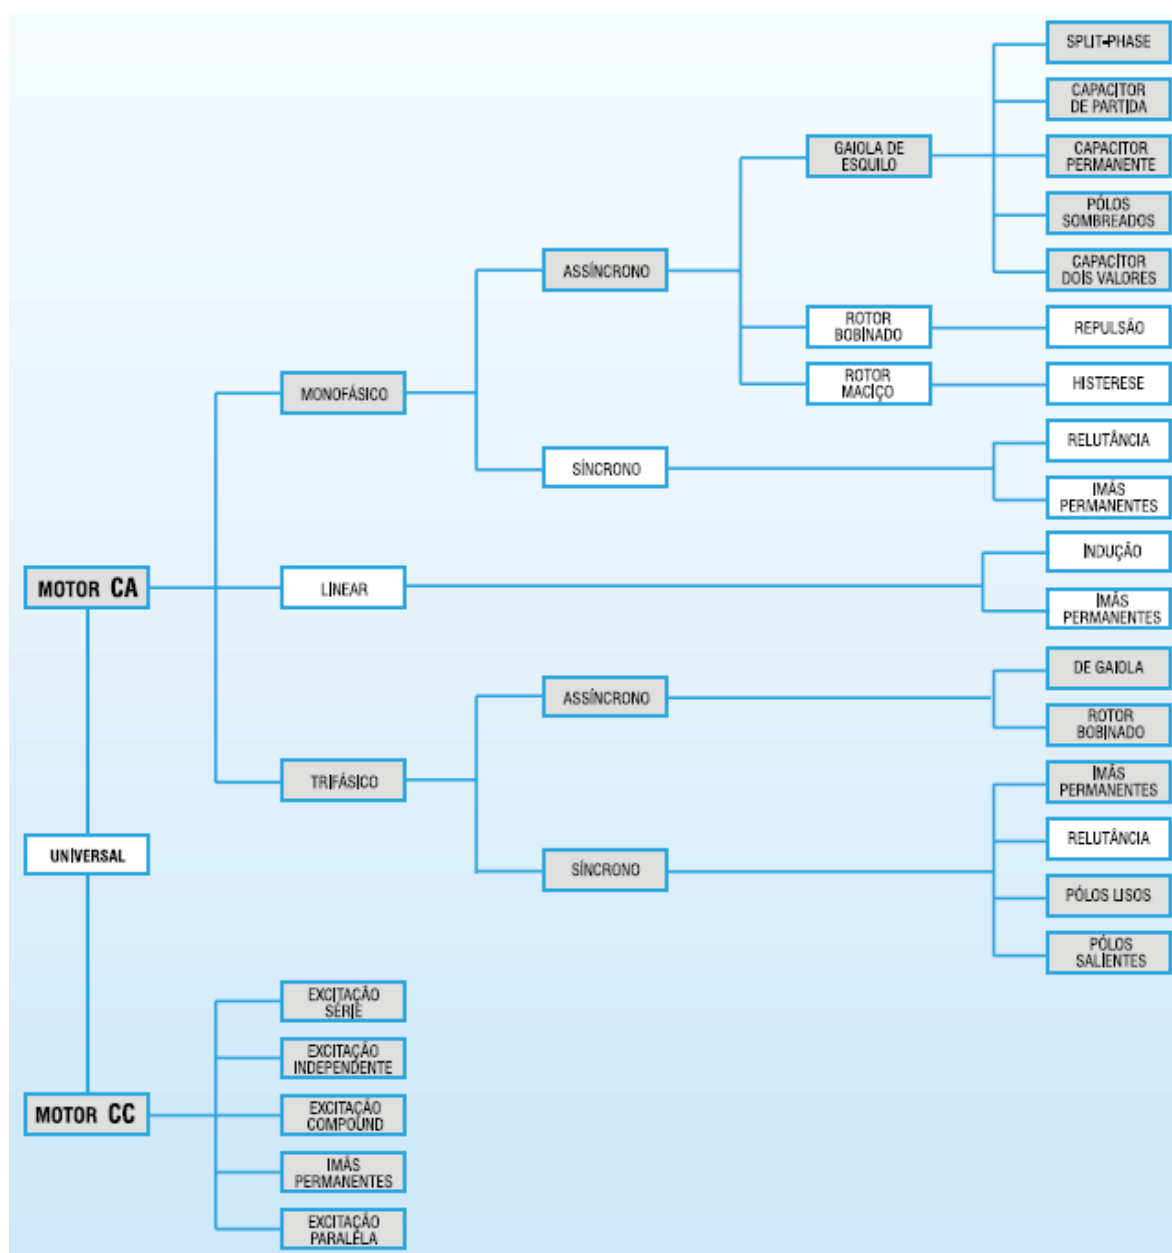 SPLIT-PHASE
CAPACITOR
DE PARTIDA
GAIOLA DE
ESQUILO
CAPACITOR
PERMANENTE
PÓLOS
SOMBREADOS
ASSÍNCRONO
CAPACITOR
DOIS VALORES
ROTOR
BOBINADO
REPULSÃO
MONOFÁSICO
ROTOR
MACIÇO
HISTERESE
RELUTÂNCIA
SÍNCRONO
IMÃS
PERMANENTES
INDUÇÃO
MOTOR CA
LINEAR
IMÃS
PERMANENTES
DE GAIOLA
ASSÍNCRONO
ROTOR
BOBINADO
TRIFÁSICO
IMÃS
PERMANENTES
RELUTÂNCIA
UNIVERSAL
SÍNCRONO
PÓLOS LISOS
PÓLOS
SALIENTES
EXCITAÇÃO
SÉRIE
EXCITAÇÃO
INDEPENDENTE
MOTOR CC
EXCITAÇÃO
COMPOUND
IMÃS
PERMANENTES
EXCITAÇÃO
PARALELA